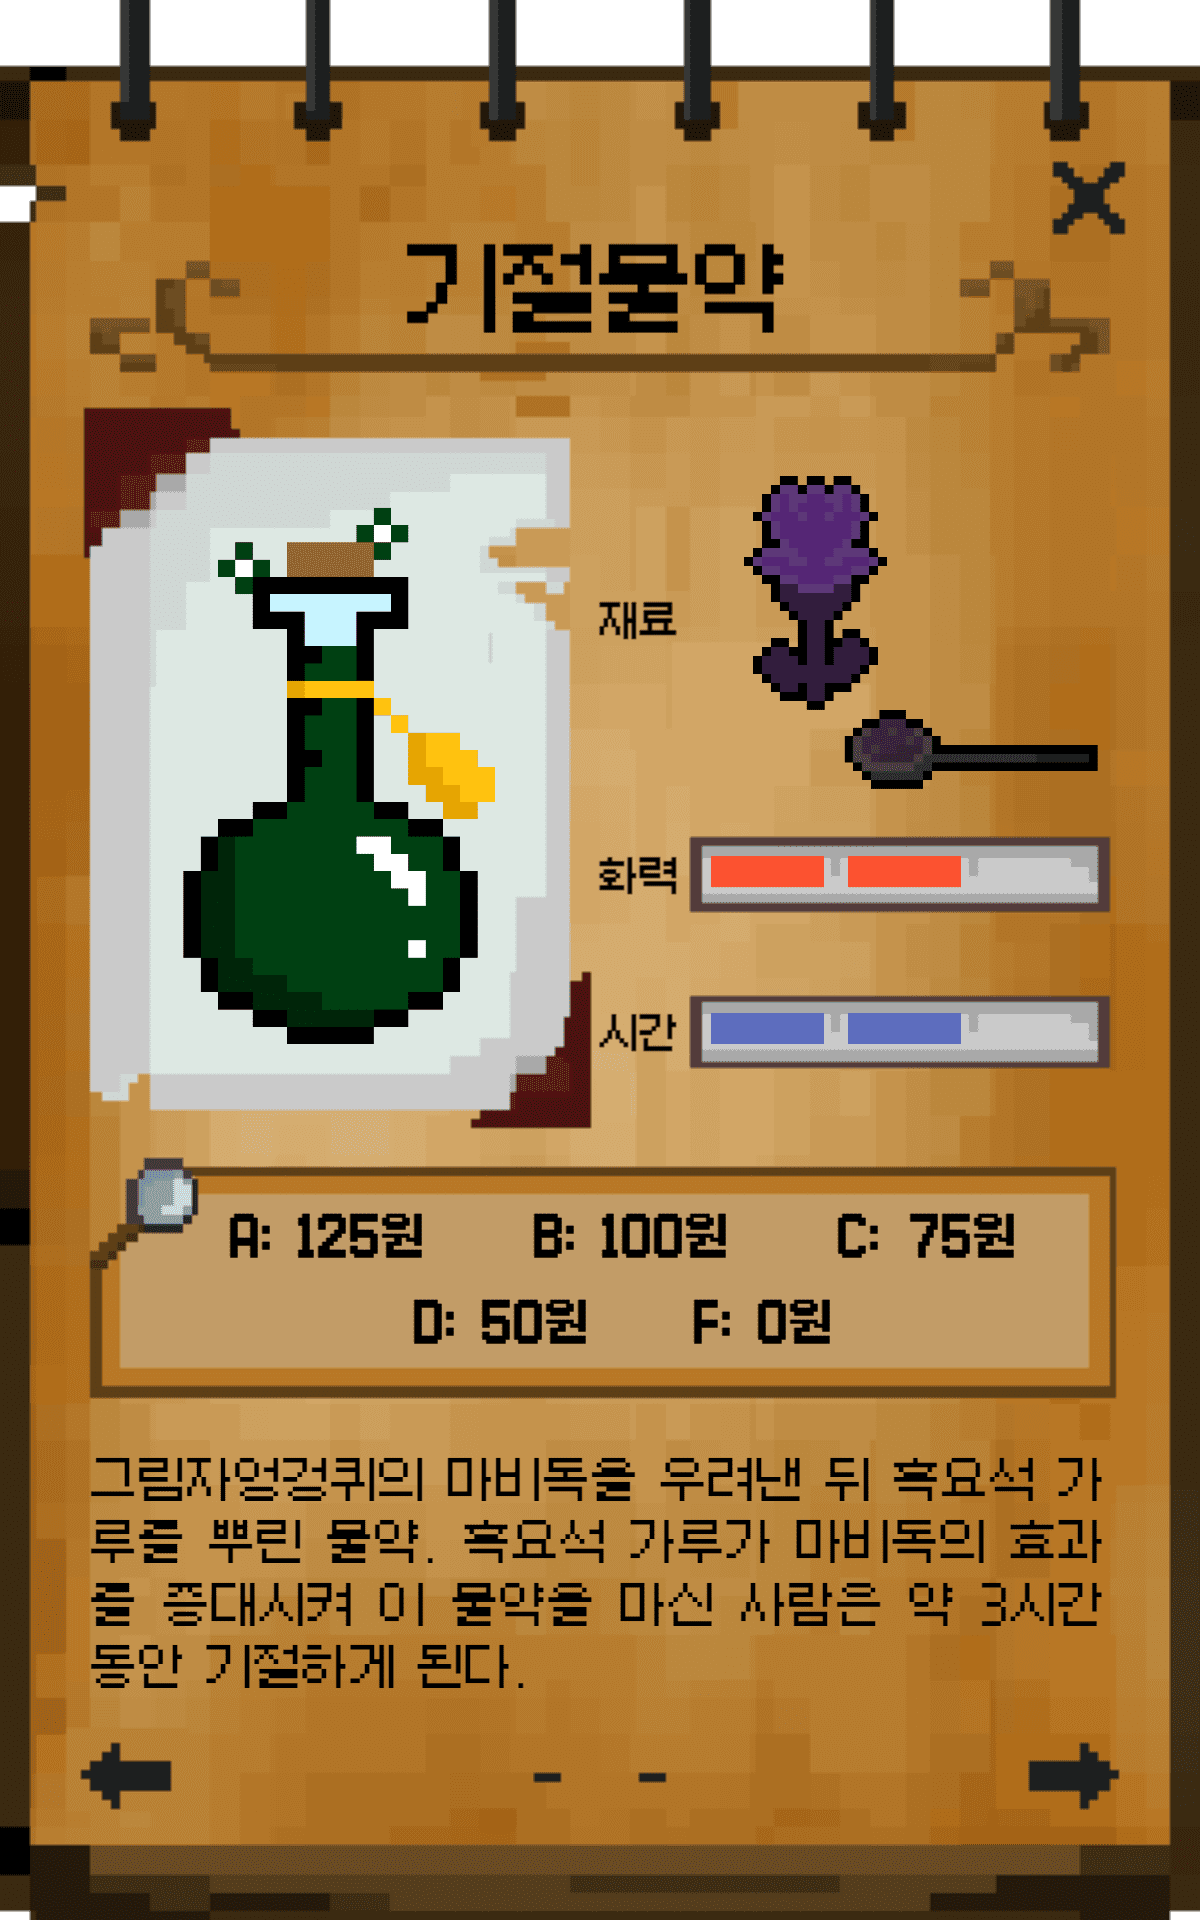 기절물약
재료
화력
시간
A: 125원 B: 100원 C: 75원
D: 50원 F: 0원
그림자엉겅퀴의 마비독을 우려낸 뒤 흑요석 가
루를 뿌린 물약. 흑요석 가루가 마비독의 효과
를 증대시켜 이 물약을 마신 사람은 약 3시간
동안 기절하게 된다.
- -